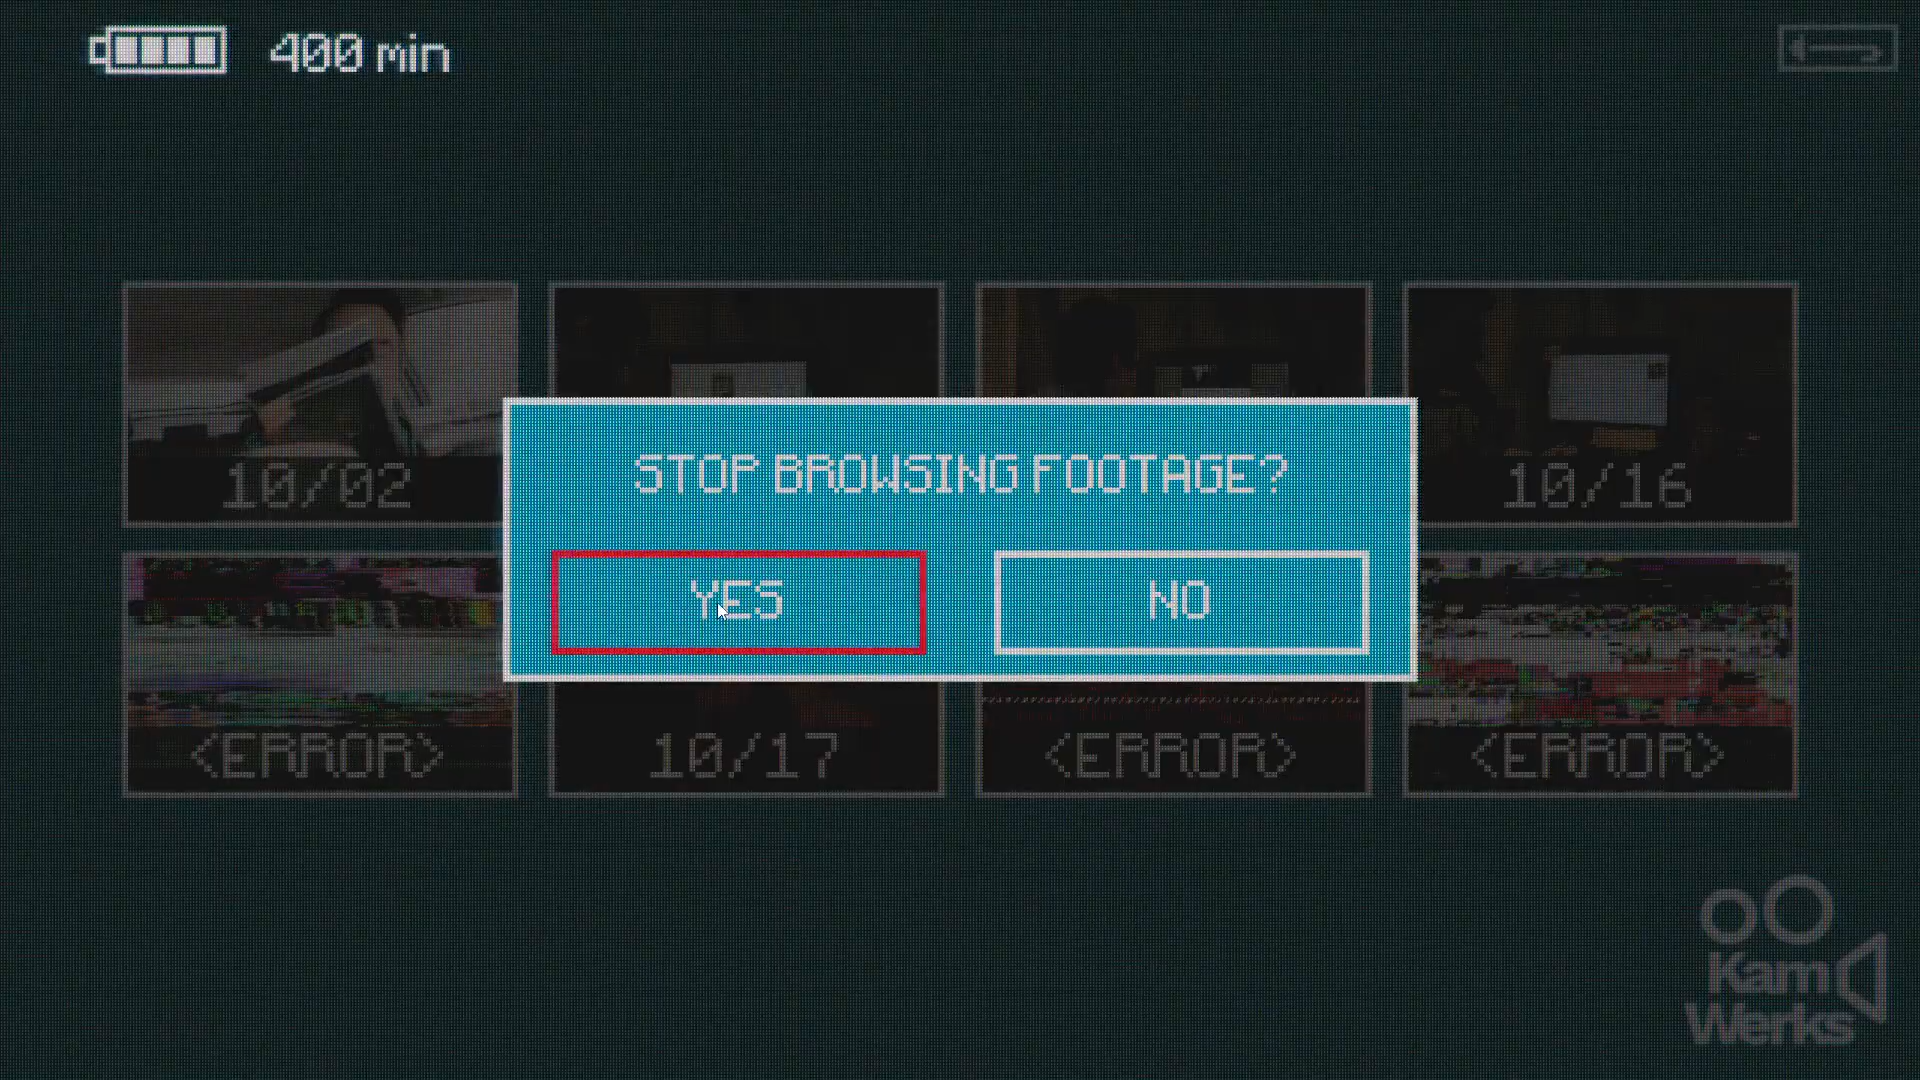 400 min
STOP BROWSING FOOTAGE?
YES
NO
10/02
10/16
<ERROR>
10/17
<ERROR>
<ERROR>
Kam
Werks